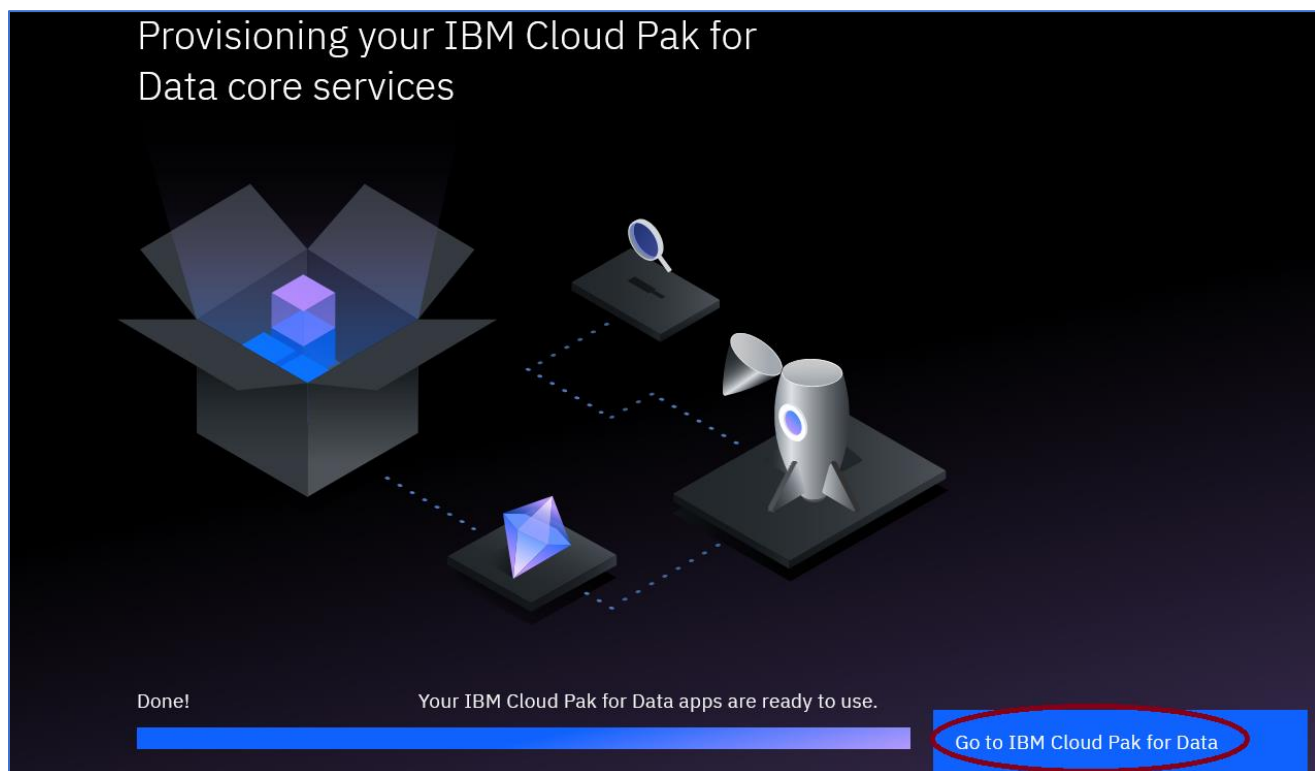 Provisioning your IBM Cloud Pak for
Data core services
Done!
Your IBM Cloud Pak for Data apps are ready to use.
Go to IBM Cloud Pak for Data